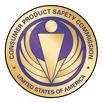 CONSUMER PRODUCT SAFETY COMMISSION
UNITED STATES OF AMERICA